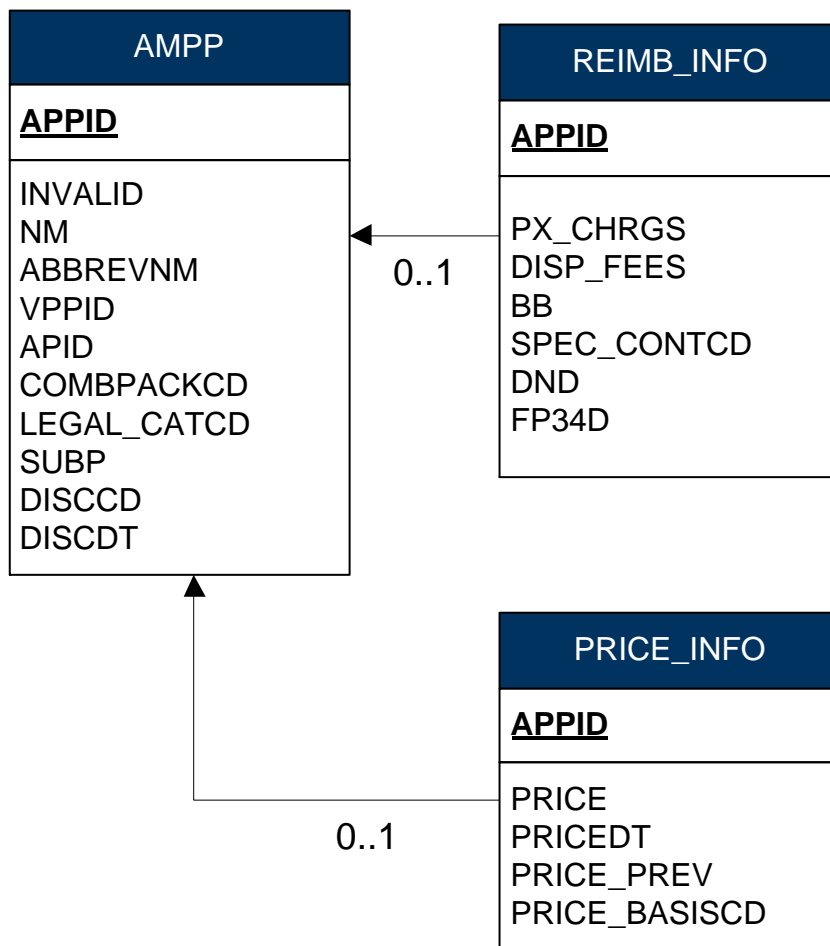 AMPP
APPID
INVALID
NM
ABBREVNM
VPPID
APID
COMBPACKCD
LEGAL_CATCD
SUBP
DISCCD
DISCDT
REIMB_INFO
APPID
PX_CHRGS
DISP_FEES
BB
SPEC_CONTCD
DND
FP34D
0..1
PRICE_INFO
APPID
PRICE
PRICEDT
PRICE_PREV
PRICE_BASISCD
0..1